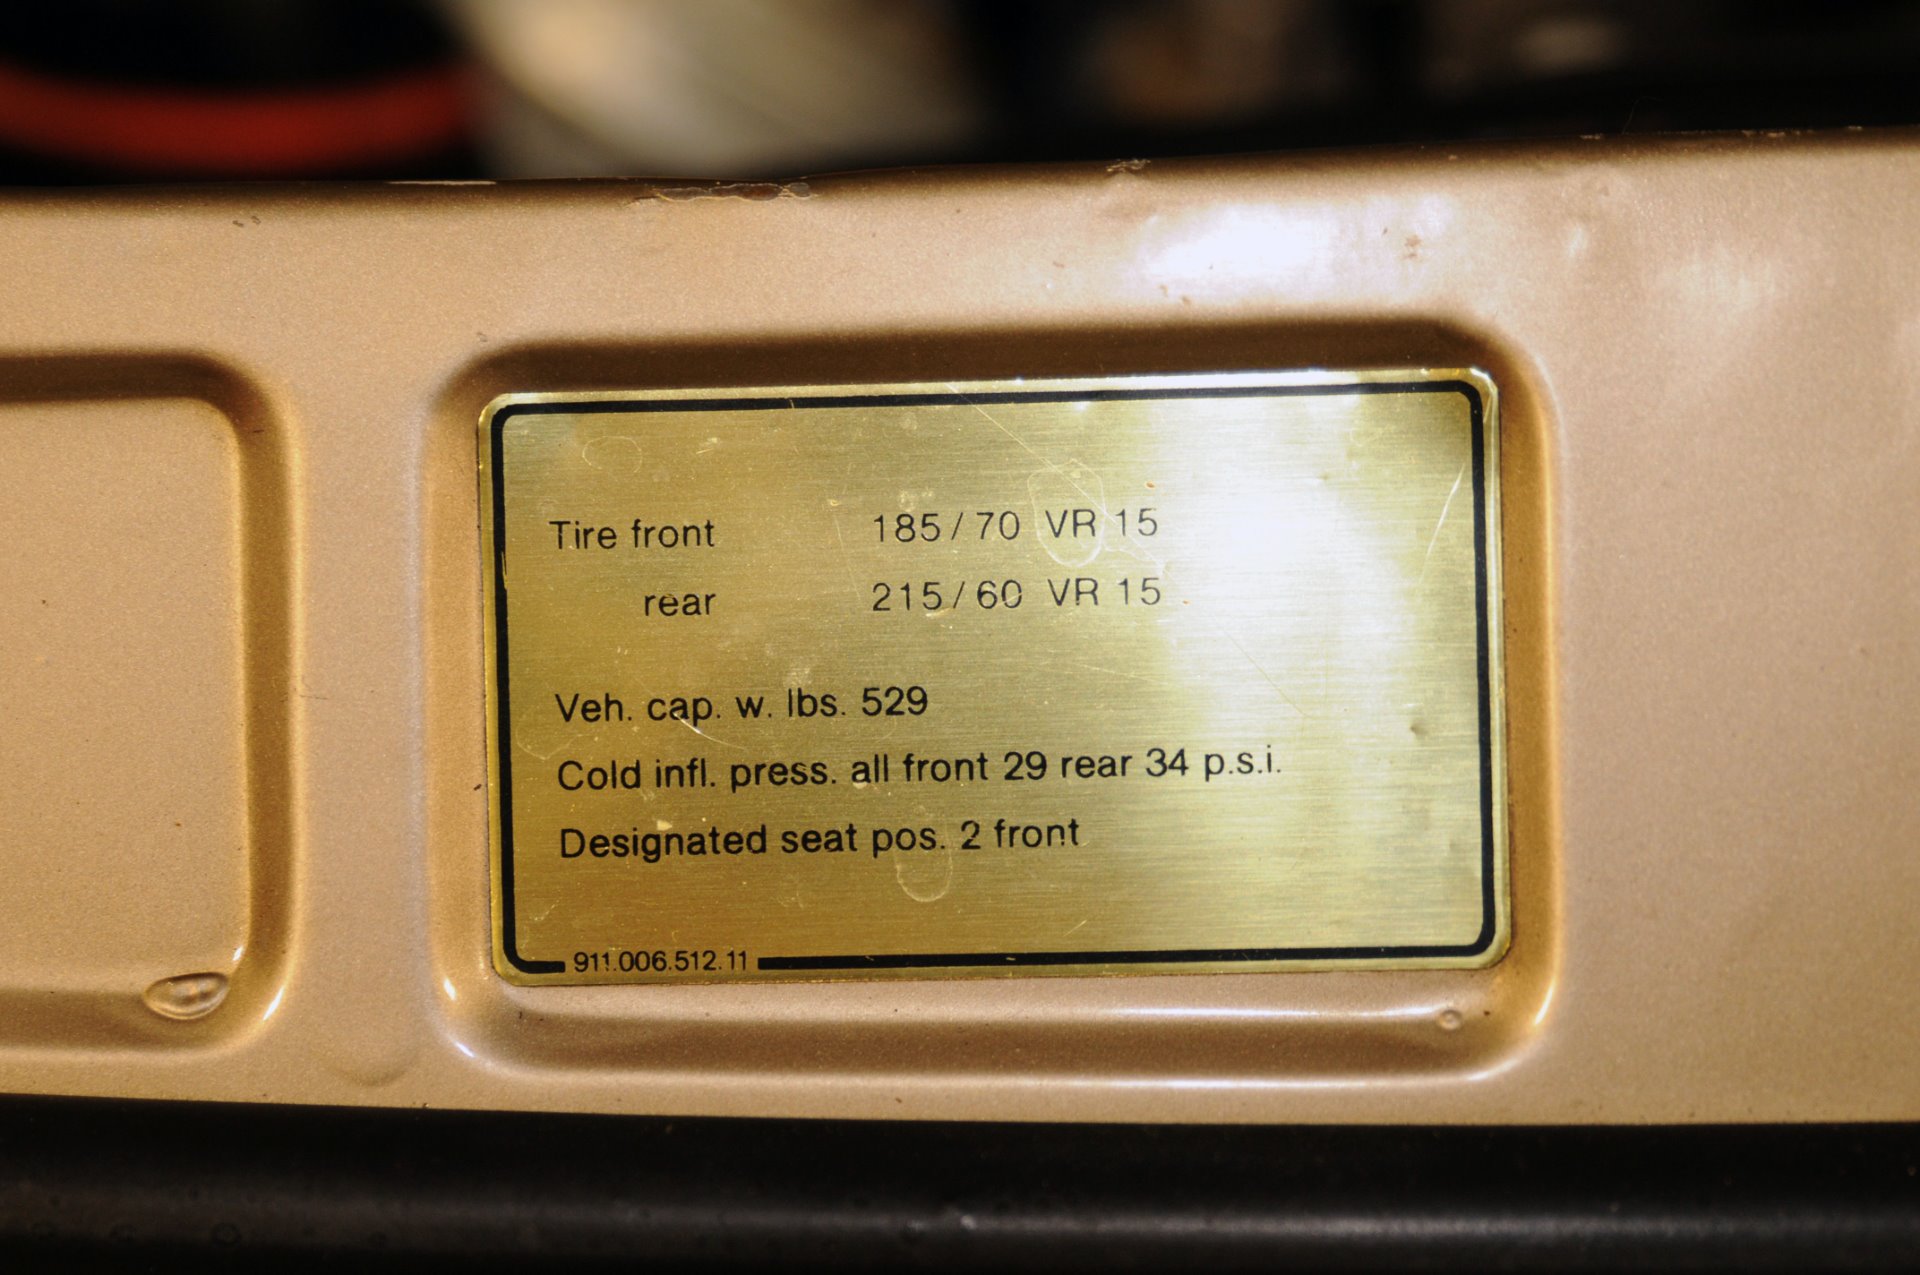 Tire front 185/70 VR 15
rear 215/60 VR 15
Veh. cap. w. lbs. 529
Cold infl. press. all front 29 rear 34 p.s.i.
Designated seat pos. 2 front
911.006.512.11